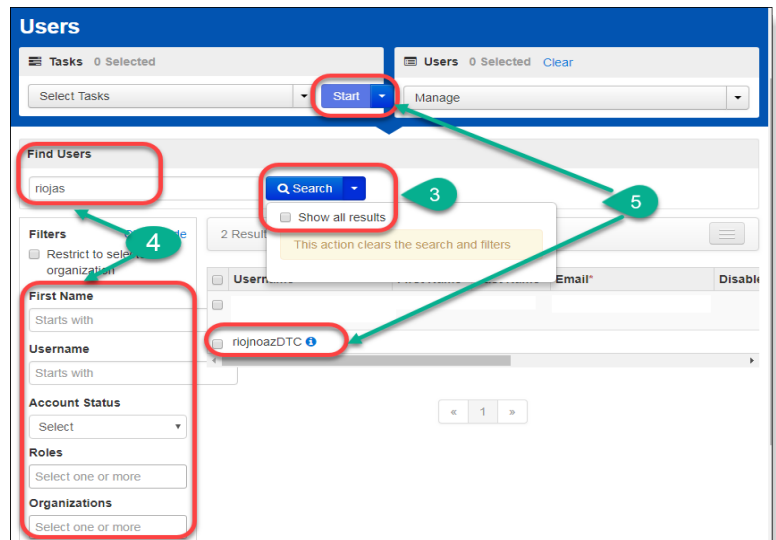 Users
Tasks 0 Selected
Users 0 Selected Clear
Select Tasks
Start
Manage
Find Users
riojas
Search
3
Show all results
This action clears the search and filters
5
4
Filters
2 Result
Restrict to
organization
Username
Email*
Disable
First Name
Starts with
riojnoazDTC
Username
Starts with
Account Status
Select
« 1 »
Roles
Select one or more
Organizations
Select one or more